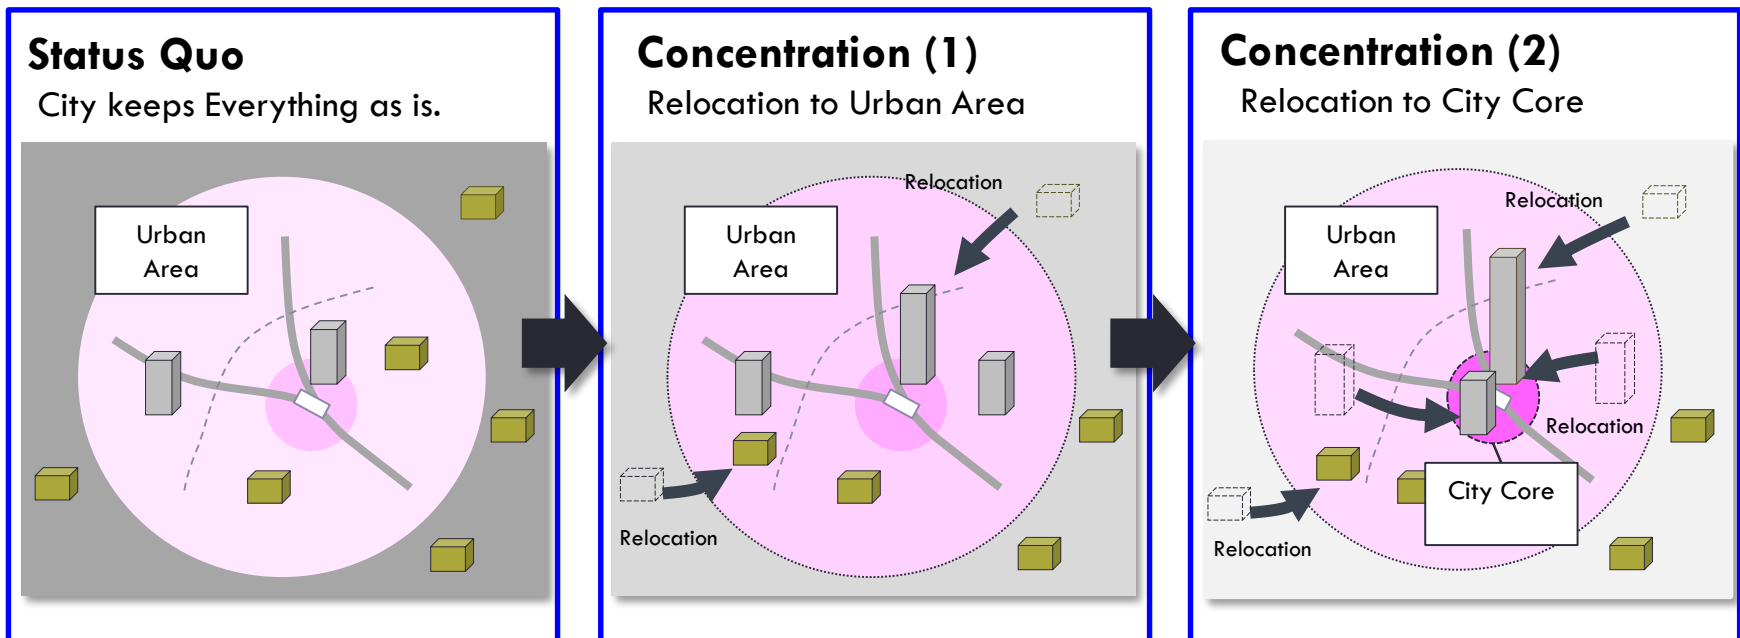 Status Quo
City keeps Everything as is.
Urban
Area
Concentration (1)
Relocation to Urban Area
Relocation
Urban
Area
Relocation
Concentration (2)
Relocation to City Core
Relocation
Urban
Area
Relocation
City Core
Relocation